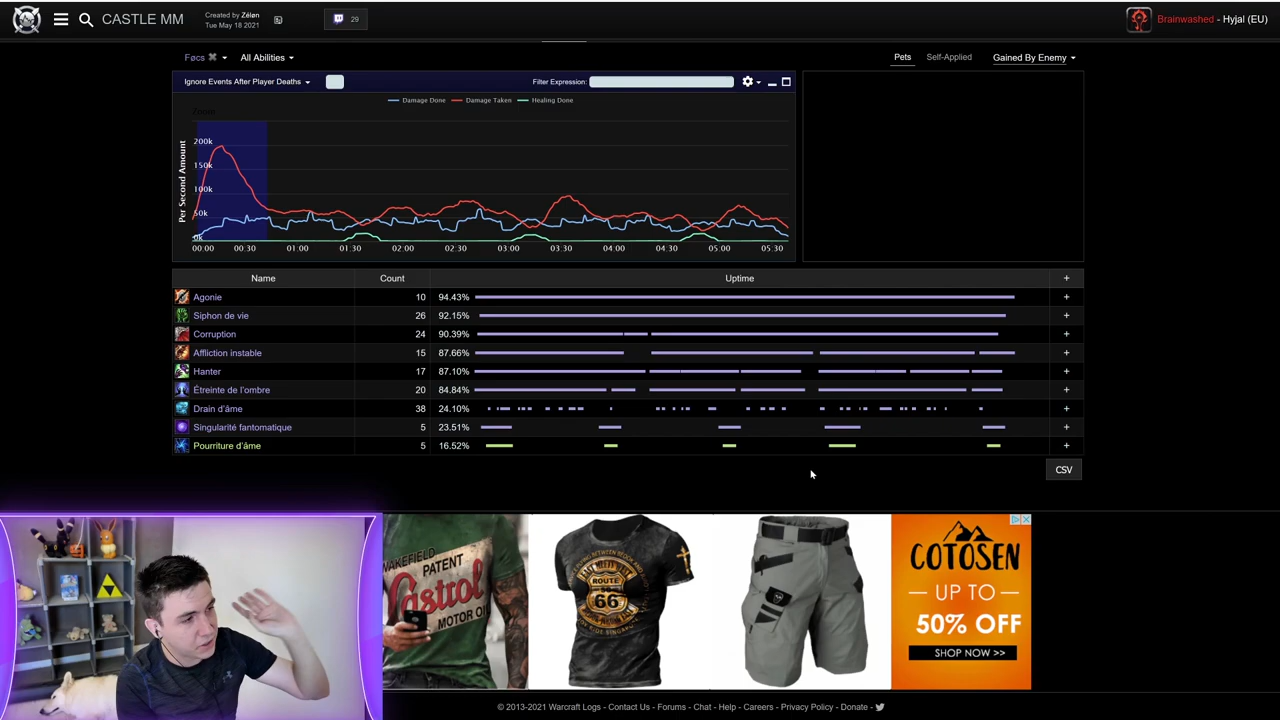 CASTLE MM
Created by Zéløn
Tue May 18 2021
29
Brainwashed - Hyjal (EU)
Føcs ✖ All Abilities
Pets Self-Applied Gained By Enemy
Ignore Events After Player Deaths Filter Expression:
Damage Done Damage Taken Healing Done
Zoom
Per Second Amount
200k
150k
100k
50k
0k
00:00 00:30 01:00 01:30 02:00 02:30 03:00 03:30 04:00 04:30 05:00 05:30
Name Count Uptime +
Agonie 10 94.43% +
Siphon de vie 26 92.15% +
Corruption 24 90.39% +
Affliction instable 15 87.66% +
Hanter 17 87.10% +
Étreinte de l'ombre 20 84.84% +
Drain d'âme 38 24.10% +
Singularité fantomatique 5 23.51% +
Pourriture d'âme 5 16.52% +
CSV
WAKEFIELD
PATENT
Castrol
MOTOR OIL
ROUTE
66
COTOSEN
UP TO
50% OFF
SHOP NOW >>
© 2013-2021 Warcraft Logs - Contact Us - Forums - Chat - Help - Careers - Privacy Policy - Donate -